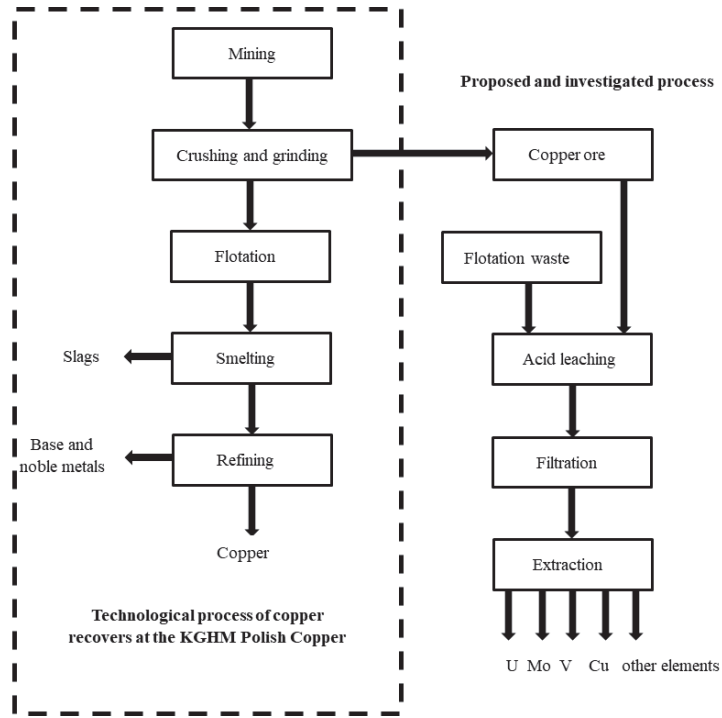 Mining
Proposed and investigated process
Crushing and grinding
Copper ore
Flotation
Flotation waste
Slags
Smelting
Acid leaching
Base and
noble metals
Refining
Filtration
Copper
Extraction
Technological process of copper
recovers at the KGHM Polish Copper
U Mo V Cu other elements